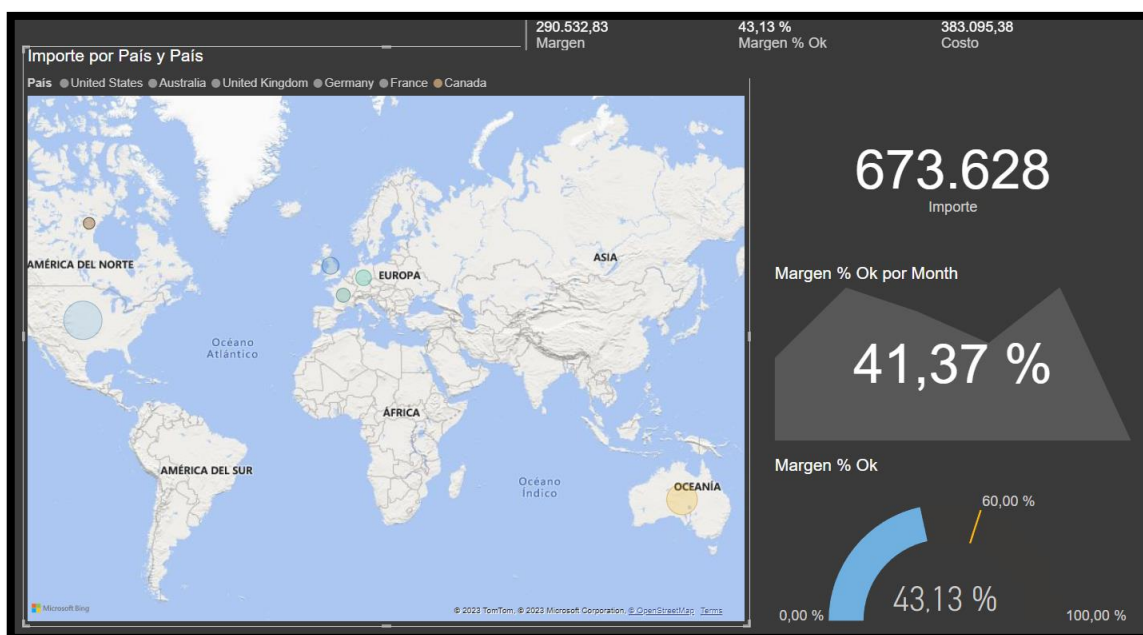 290.532,83 43,13 % 383.095,38
Margen Margen % Ok Costo
Importe por País y País
País United States Australia United Kingdom Germany France Canada
673.628
Importe
AMÉRICA DEL NORTE
EUROPA
ASIA
Océano
Atlántico
ÁFRICA
AMÉRICA DEL SUR
Océano
Índico
OCEANÍA
Microsoft Bing
© 2023 TomTom, © 2023 Microsoft Corporation, © OpenStreetMap Terms
Margen % Ok por Month
41,37 %
Margen % Ok
60,00 %
43,13 %
0,00 % 100,00 %